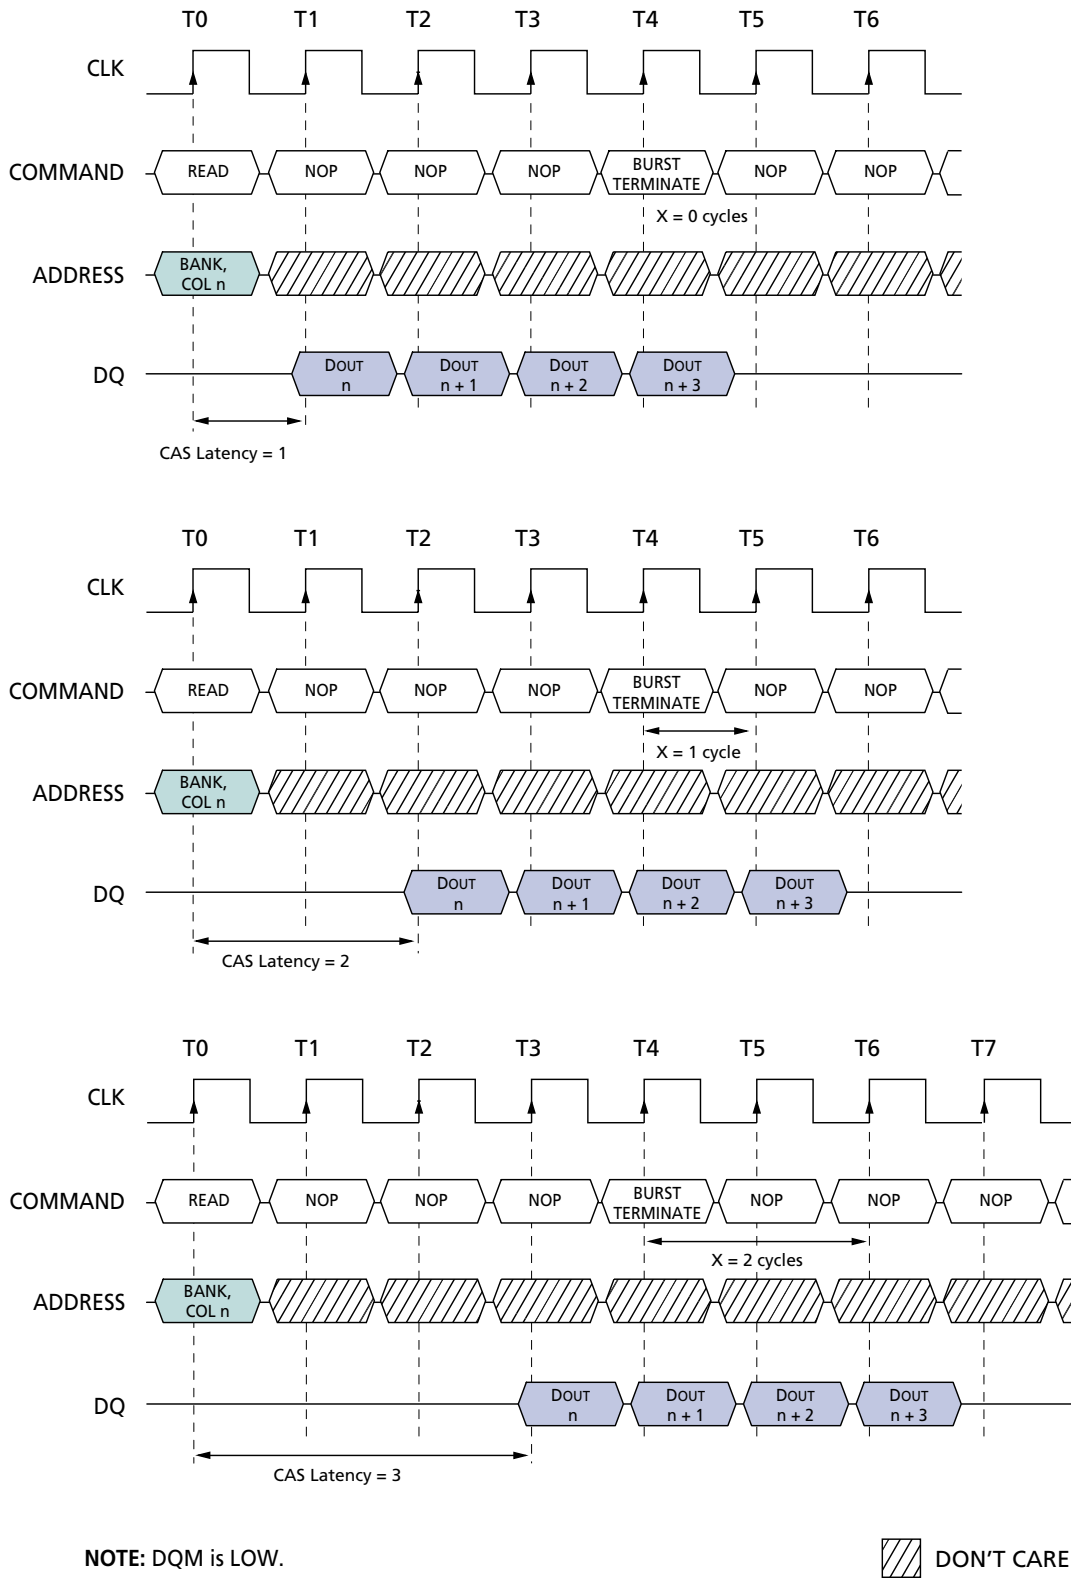 T0 T1 T2 T3 T4 T5 T6
CLK
COMMAND READ NOP NOP NOP BURST TERMINATE NOP NOP
X = 0 cycles
ADDRESS BANK, COL n
DQ DOUT n DOUT n + 1 DOUT n + 2 DOUT n + 3
CAS Latency = 1
T0 T1 T2 T3 T4 T5 T6
CLK
COMMAND READ NOP NOP NOP BURST TERMINATE NOP NOP
X = 1 cycle
ADDRESS BANK, COL n
DQ DOUT n DOUT n + 1 DOUT n + 2 DOUT n + 3
CAS Latency = 2
T0 T1 T2 T3 T4 T5 T6 T7
CLK
COMMAND READ NOP NOP NOP BURST TERMINATE NOP NOP NOP
X = 2 cycles
ADDRESS BANK, COL n
DQ DOUT n DOUT n + 1 DOUT n + 2 DOUT n + 3
CAS Latency = 3
NOTE: DQM is LOW.
DON'T CARE